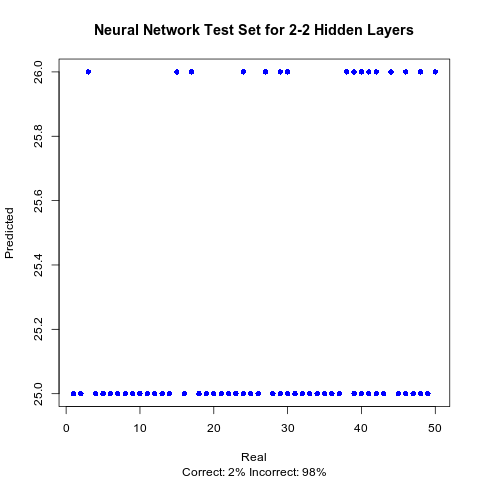 Neural Network Test Set for 2-2 Hidden Layers
Predicted
26.0
25.8
25.6
25.4
25.2
25.0
0 10 20 30 40 50
Real
Correct: 2% Incorrect: 98%